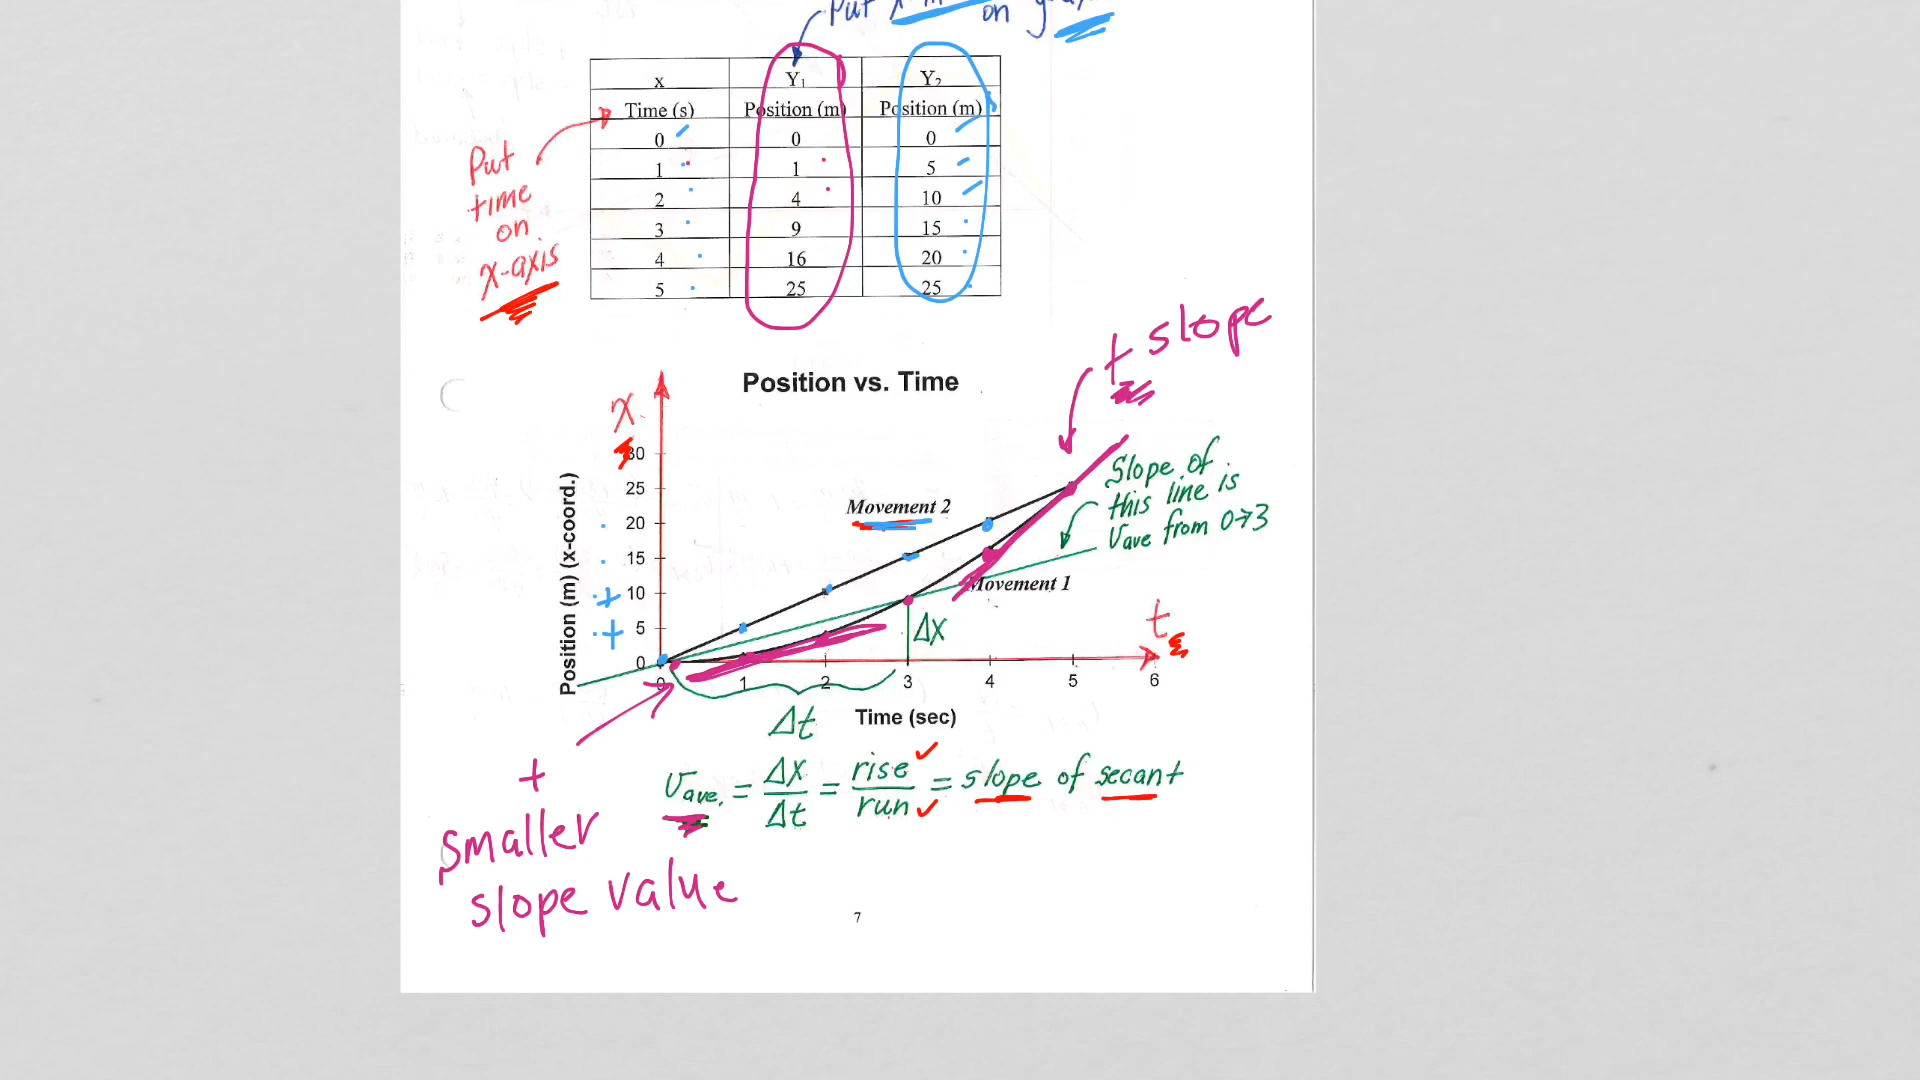 Put x
on y
x Y₁ Y₂
Time (s) Position (m) Position (m)
0 0 0
1 1 5
2 4 10
3 9 15
4 16 20
5 25 25
Put
time
on
x-axis
+ slope
Position vs. Time
x
30
25
20
15
10
5
0
Position (m) (x-coord.)
Movement 2
Movement 1
Slope of
this line is
Vave from 0→3
Δx
t
0 1 2 3 4 5 6
Δt
Time (sec)
Vave. = Δx/Δt = rise/run = slope of secant
+
smaller
slope value
7